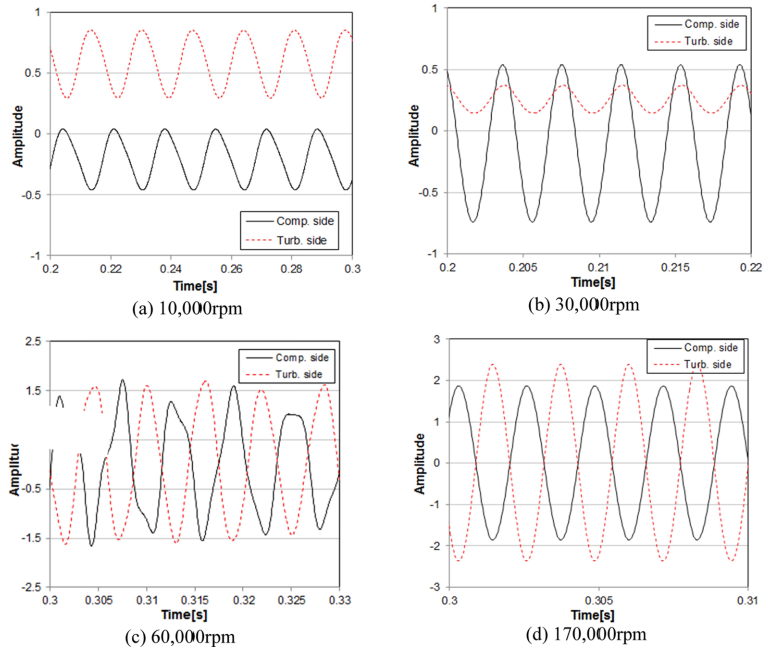 1
0.5
0
-0.5
-1
Amplitude
Comp. side
Turb. side
0.2 0.22 0.24 0.26 0.28 0.3
Time[s]
(a) 10,000rpm
1
0.5
0
-0.5
-1
Amplitude
Comp. side
Turb. side
0.2 0.205 0.21 0.215 0.22
Time[s]
(b) 30,000rpm
2.5
1.5
-0.5
-1.5
-2.5
Comp. side
Turb. side
0.3 0.305 0.31 0.315 0.32 0.325 0.33
Time[s]
(c) 60,000rpm
3
2
1
0
-1
-2
-3
Amplitude
Comp. side
Turb. side
0.3 0.305 0.31
Time[s]
(d) 170,000rpm